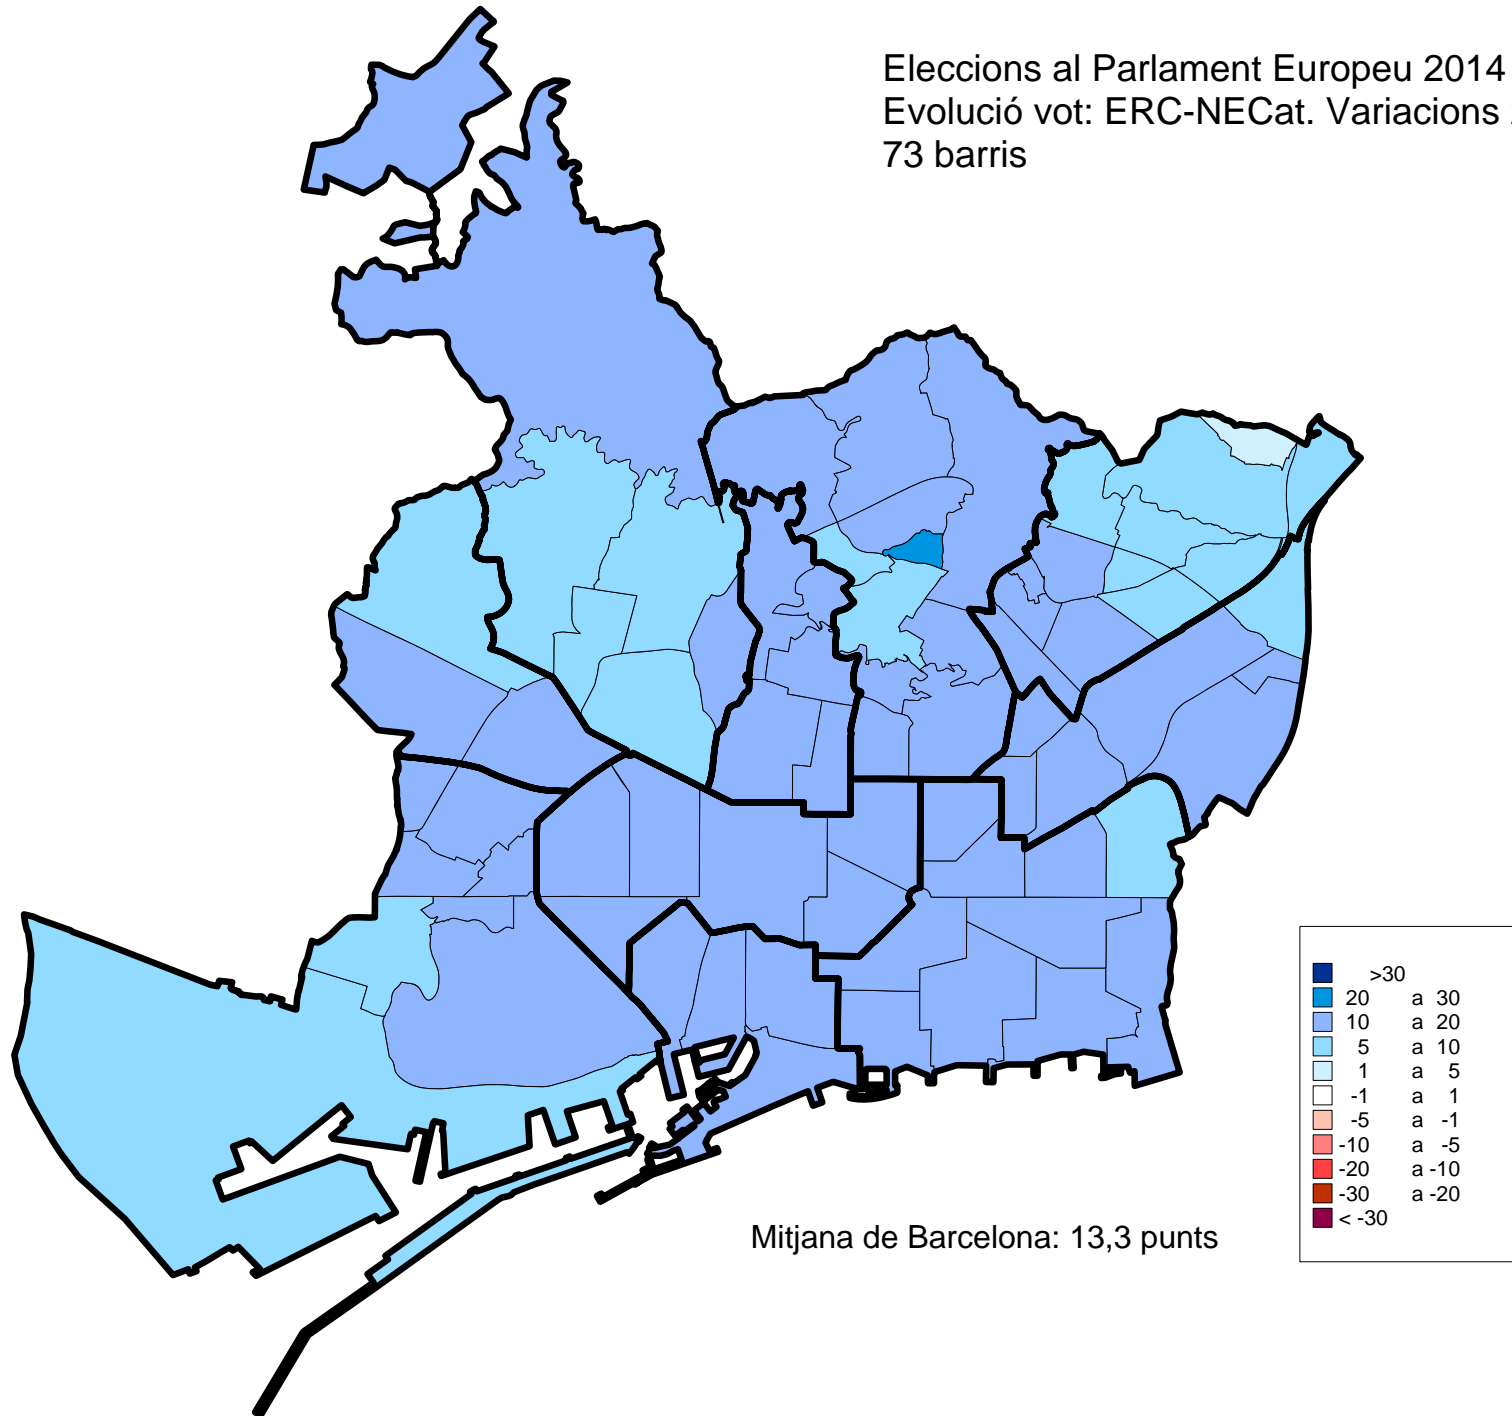 Eleccions al Parlament Europeu 2014
Evolució vot: ERC-NECat. Variacions
73 barris
>30
20 a 30
10 a 20
5 a 10
1 a 5
-1 a 1
-5 a -1
-10 a -5
-20 a -10
-30 a -20
< -30
Mitjana de Barcelona: 13,3 punts